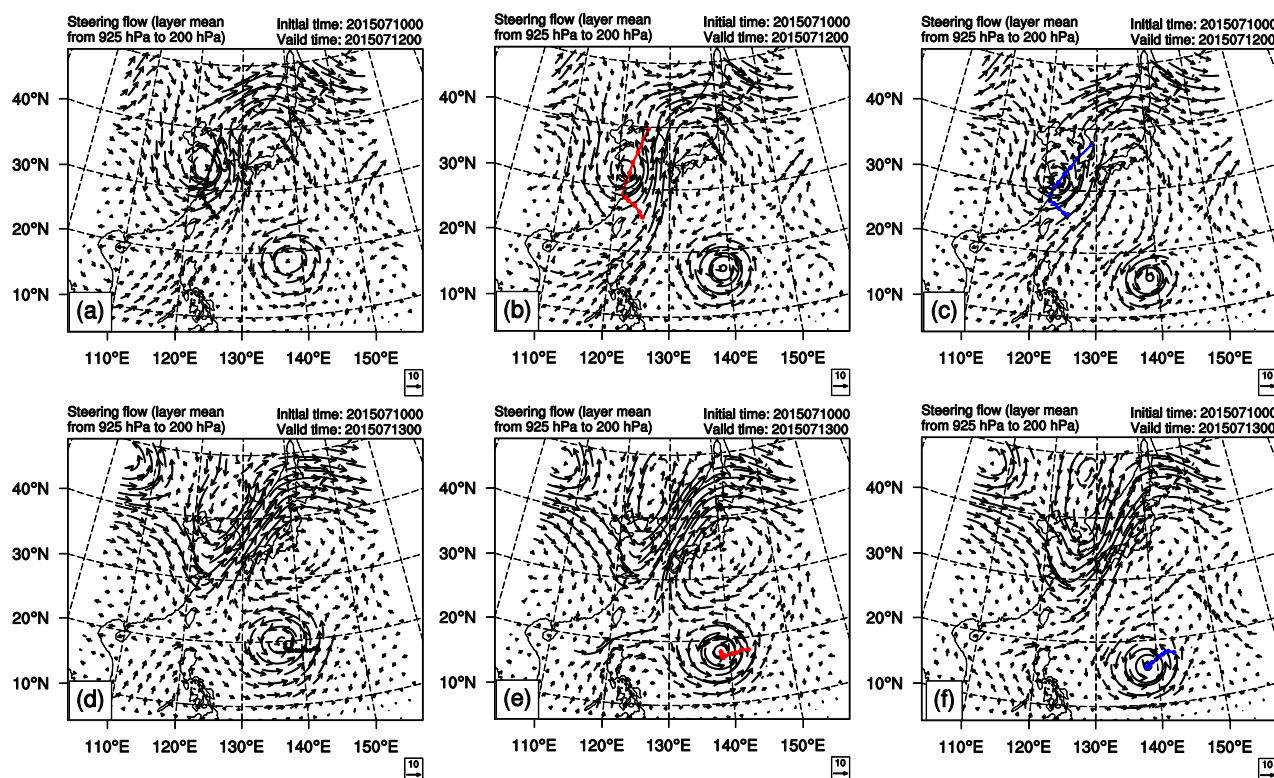 Steering flow (layer mean Initial time: 2015071000
from 925 hPa to 200 hPa) Valid time: 2015071200
40°N
30°N
20°N
10°N
(a)
110°E 120°E 130°E 140°E 150°E
10
Steering flow (layer mean Initial time: 2015071000
from 925 hPa to 200 hPa) Valid time: 2015071200
40°N
30°N
20°N
10°N
(b)
110°E 120°E 130°E 140°E 150°E
10
Steering flow (layer mean Initial time: 2015071000
from 925 hPa to 200 hPa) Valid time: 2015071200
40°N
30°N
20°N
10°N
(c)
110°E 120°E 130°E 140°E 150°E
10
Steering flow (layer mean Initial time: 2015071000
from 925 hPa to 200 hPa) Valid time: 2015071300
40°N
30°N
20°N
10°N
(d)
110°E 120°E 130°E 140°E 150°E
10
Steering flow (layer mean Initial time: 2015071000
from 925 hPa to 200 hPa) Valid time: 2015071300
40°N
30°N
20°N
10°N
(e)
110°E 120°E 130°E 140°E 150°E
10
Steering flow (layer mean Initial time: 2015071000
from 925 hPa to 200 hPa) Valid time: 2015071300
40°N
30°N
20°N
10°N
(f)
110°E 120°E 130°E 140°E 150°E
10